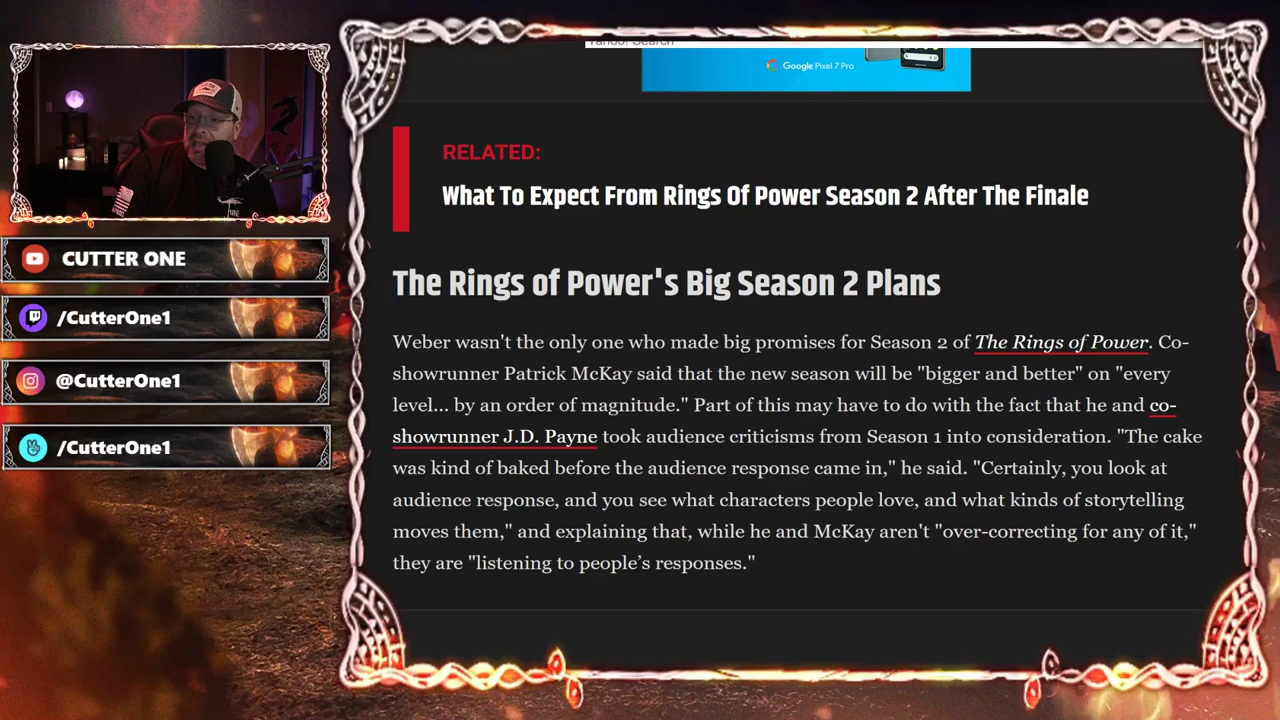 Yahoo! Search
Google Pixel 7 Pro
RELATED:
What To Expect From Rings Of Power Season 2 After The Finale
The Rings of Power's Big Season 2 Plans
Weber wasn't the only one who made big promises for Season 2 of The Rings of Power. Co-
showrunner Patrick McKay said that the new season will be "bigger and better" on "every
level... by an order of magnitude." Part of this may have to do with the fact that he and co-
showrunner J.D. Payne took audience criticisms from Season 1 into consideration. "The cake
was kind of baked before the audience response came in," he said. "Certainly, you look at
audience response, and you see what characters people love, and what kinds of storytelling
moves them," and explaining that, while he and McKay aren't "over-correcting for any of it,"
they are "listening to people’s responses."
CUTTER ONE
/CutterOne1
@CutterOne1
/CutterOne1